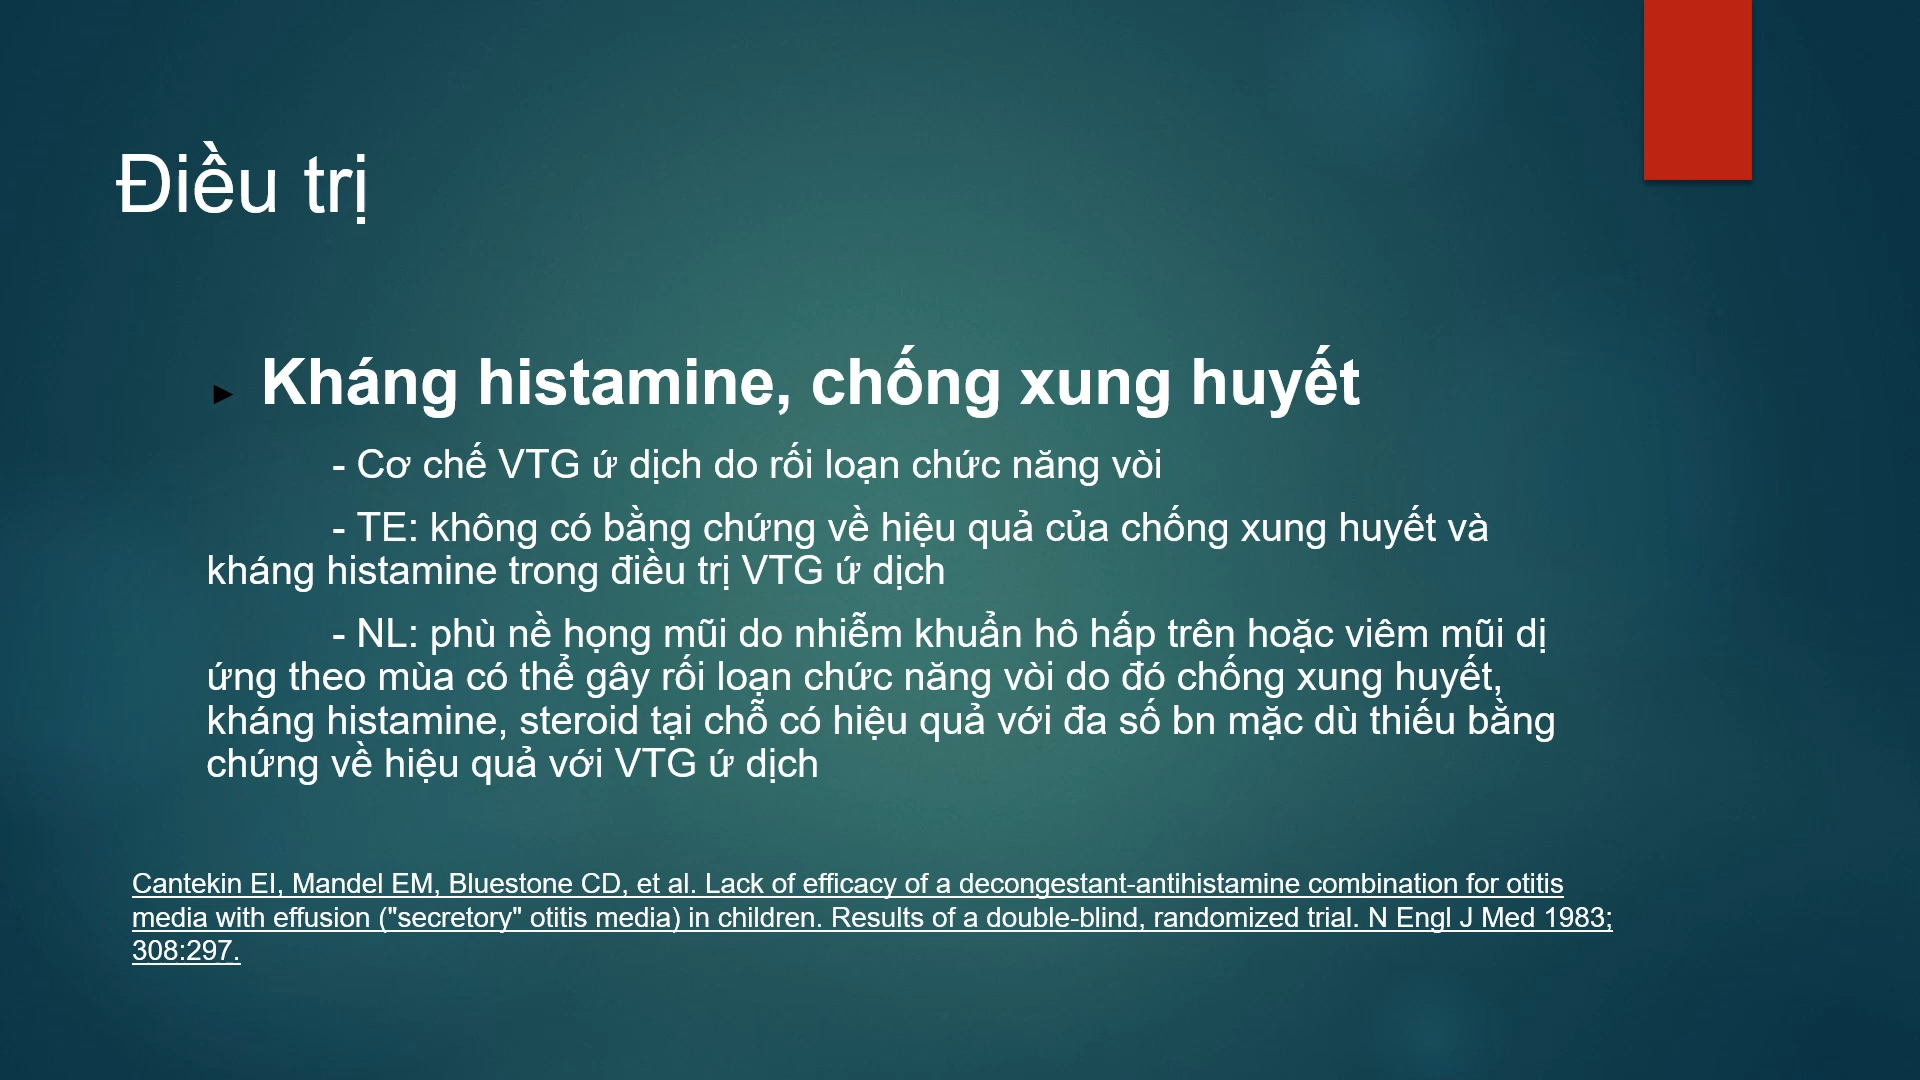 Điều trị
Kháng histamine, chống xung huyết
- Cơ chế VTG ứ dịch do rối loạn chức năng vòi
- TE: không có bằng chứng về hiệu quả của chống xung huyết và
kháng histamine trong điều trị VTG ứ dịch
- NL: phù nề họng mũi do nhiễm khuẩn hô hấp trên hoặc viêm mũi dị
ứng theo mùa có thể gây rối loạn chức năng vòi do đó chống xung huyết,
kháng histamine, steroid tại chỗ có hiệu quả với đa số bn mặc dù thiếu bằng
chứng về hiệu quả với VTG ứ dịch
Cantekin EI, Mandel EM, Bluestone CD, et al. Lack of efficacy of a decongestant-antihistamine combination for otitis
media with effusion ("secretory" otitis media) in children. Results of a double-blind, randomized trial. N Engl J Med 1983;
308:297.